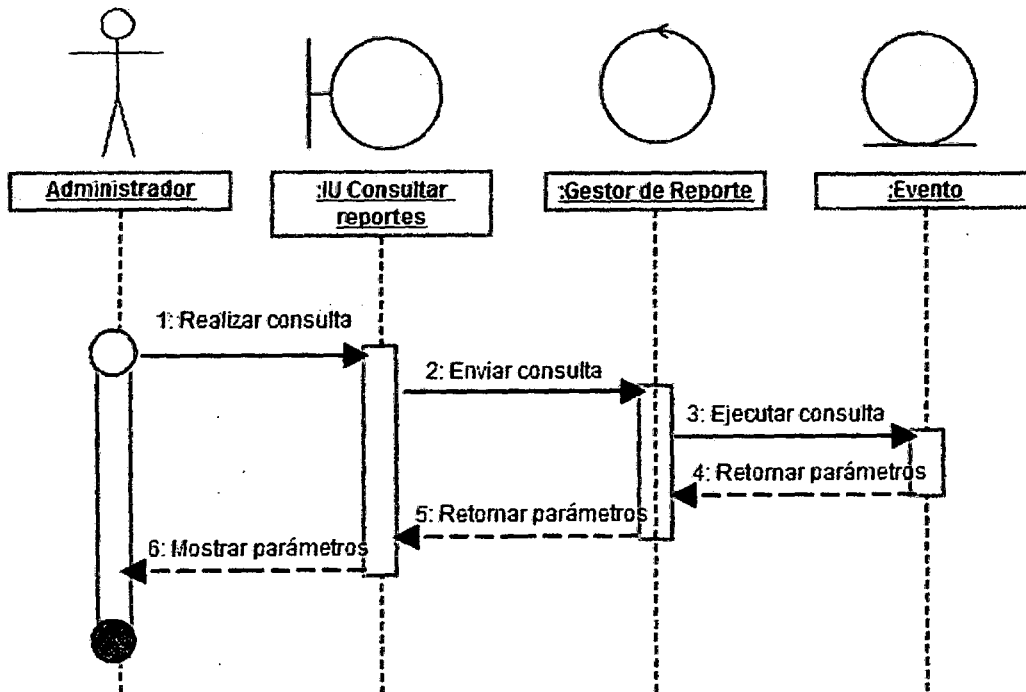 Administrador
:IU Consultar
reportes
:Gestor de Reporte
:Evento
1: Realizar consulta
2: Enviar consulta
3: Ejecutar consulta
4: Retornar parámetros
5: Retornar parámetros
6: Mostrar parámetros